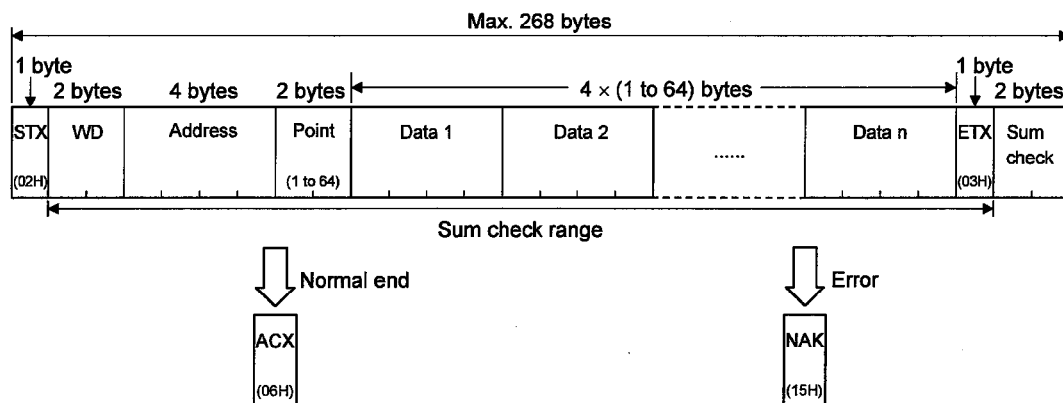 Max. 268 bytes
1 byte
1 byte
2 bytes
4 bytes
2 bytes
4 × (1 to 64) bytes
2 bytes
STX
WD
Address
Point
Data 1
Data 2
......
Data n
ETX
Sum
check
(02H)
(1 to 64)
(03H)
Sum check range
Normal end
Error
ACX
NAK
(06H)
(15H)